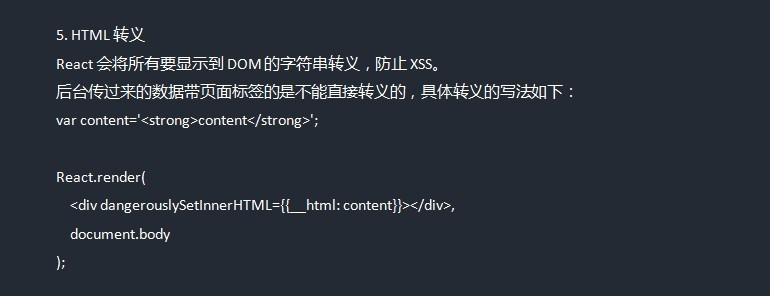 5. HTML 转义
React 会将所有要显示到 DOM 的字符串转义，防止 XSS。
后台传过来的数据带页面标签的是不能直接转义的，具体转义的写法如下：
var content='<strong>content</strong>';
React.render(
<div dangerouslySetInnerHTML={{__html: content}}></div>,
document.body
);